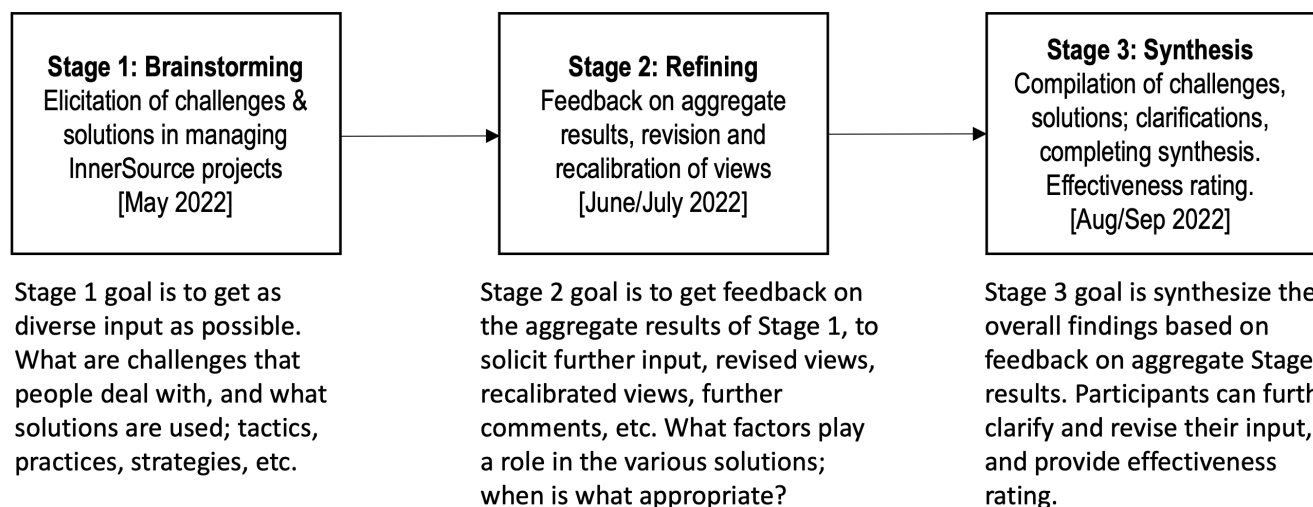 Stage 1: Brainstorming
Elicitation of challenges &
solutions in managing
InnerSource projects
[May 2022]
Stage 2: Refining
Feedback on aggregate
results, revision and
recalibration of views
[June/July 2022]
Stage 3: Synthesis
Compilation of challenges,
solutions; clarifications,
completing synthesis.
Effectiveness rating.
[Aug/Sep 2022]
Stage 1 goal is to get as
diverse input as possible.
What are challenges that
people deal with, and what
solutions are used; tactics,
practices, strategies, etc.
Stage 2 goal is to get feedback on
the aggregate results of Stage 1, to
solicit further input, revised views,
recalibrated views, further
comments, etc. What factors play
a role in the various solutions;
when is what appropriate?
Stage 3 goal is synthesize the
overall findings based on
feedback on aggregate Stage
results. Participants can
clarify and revise their input,
and provide effectiveness
rating.